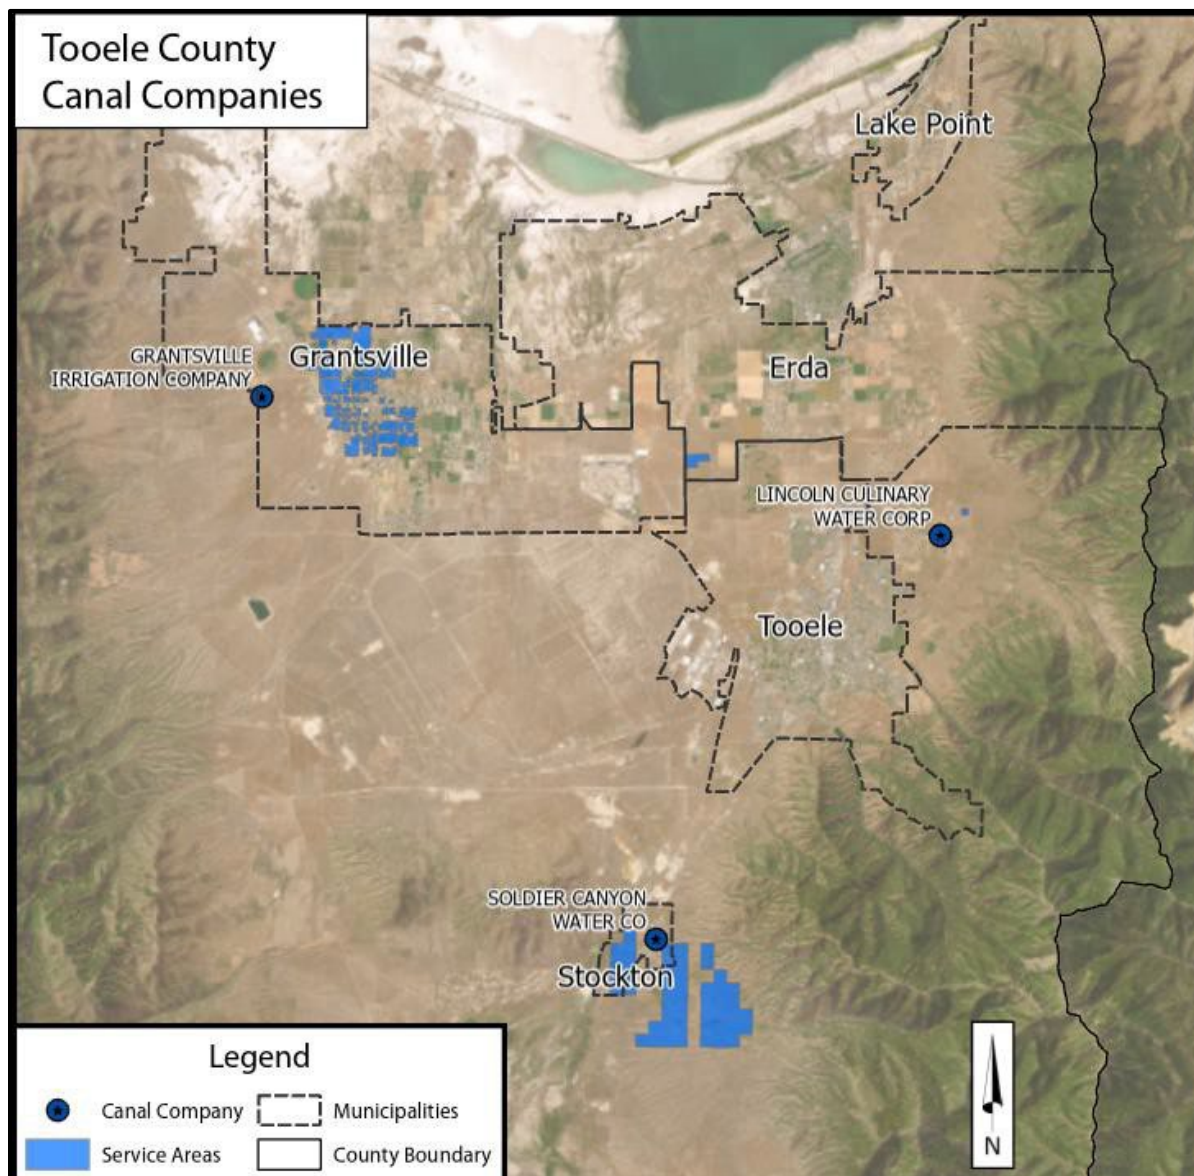 Tooele County
Canal Companies
Lake Point
GRANTSVILLE
IRRIGATION COMPANY
Grantsville
Erda
LINCOLN CULINARY
WATER CORP
Tooele
SOLDIER CANYON
WATER CO
Stockton
Legend
Canal Company
Municipalities
Service Areas
County Boundary
N